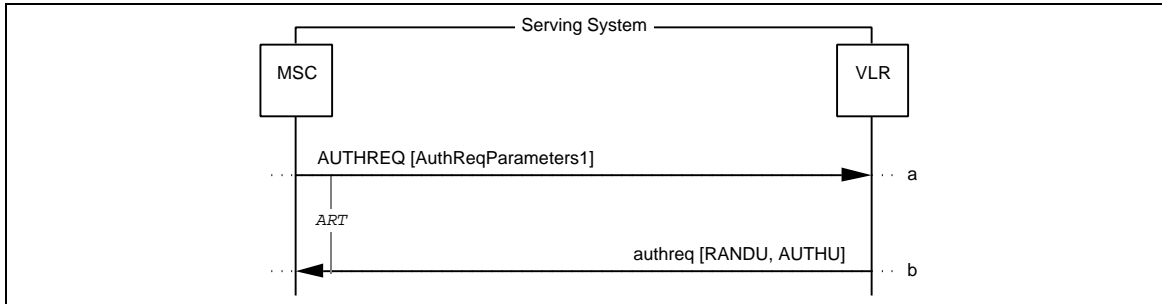 Serving System
MSC
VLR
AUTHREQ [AuthReqParameters1]
a
ART
authreq [RANDU, AUTHU]
b